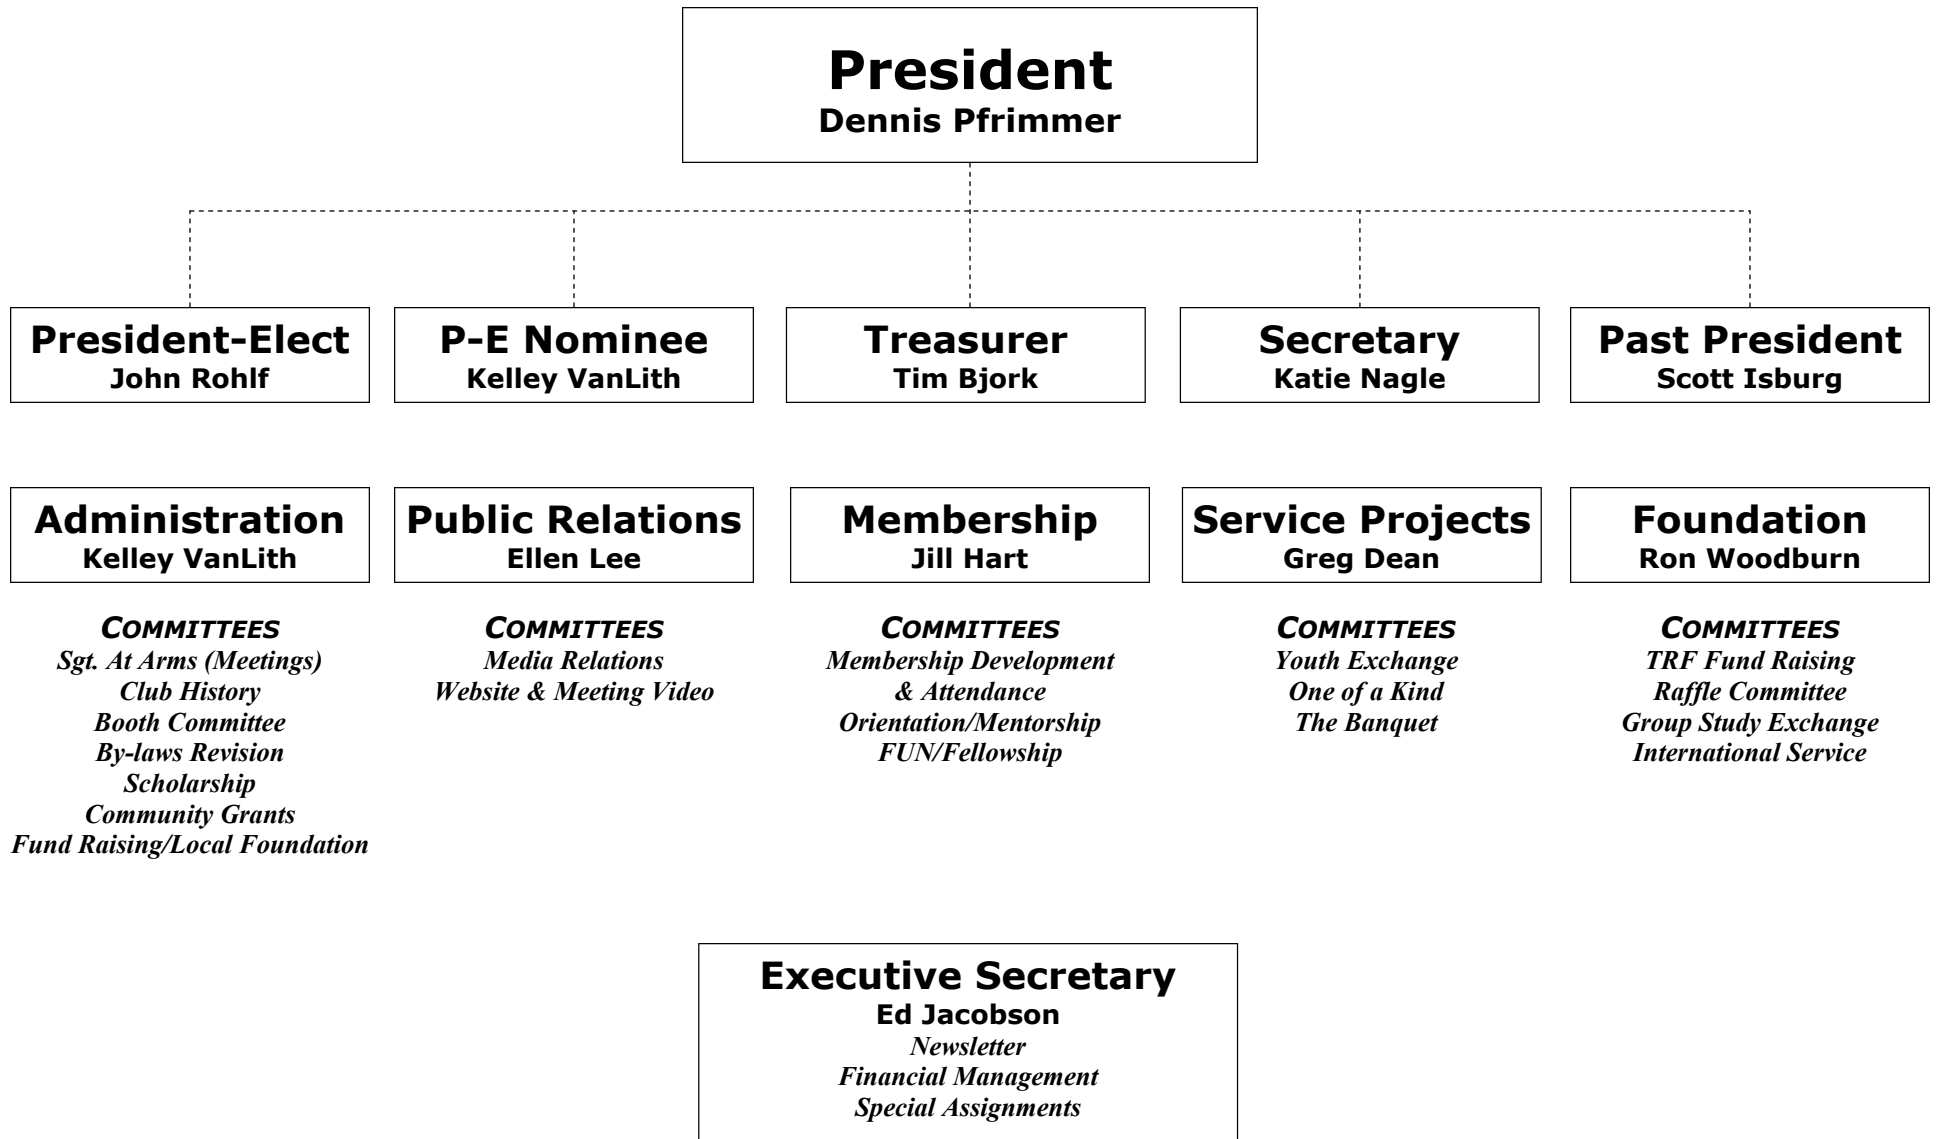 President
Dennis Pfrimmer
President-Elect
John Rohlf
P-E Nominee
Kelley VanLith
Treasurer
Tim Bjork
Secretary
Katie Nagle
Past President
Scott Isburg
Administration
Kelley VanLith
COMMITTEES
Sgt. At Arms (Meetings)
Club History
Booth Committee
By-laws Revision
Scholarship
Community Grants
Fund Raising/Local Foundation
Public Relations
Ellen Lee
COMMITTEES
Media Relations
Website & Meeting Video
Membership
Jill Hart
COMMITTEES
Membership Development
& Attendance
Orientation/Mentorship
FUN/Fellowship
Service Projects
Greg Dean
COMMITTEES
Youth Exchange
One of a Kind
The Banquet
Foundation
Ron Woodburn
COMMITTEES
TRF Fund Raising
Raffle Committee
Group Study Exchange
International Service
Executive Secretary
Ed Jacobson
Newsletter
Financial Management
Special Assignments